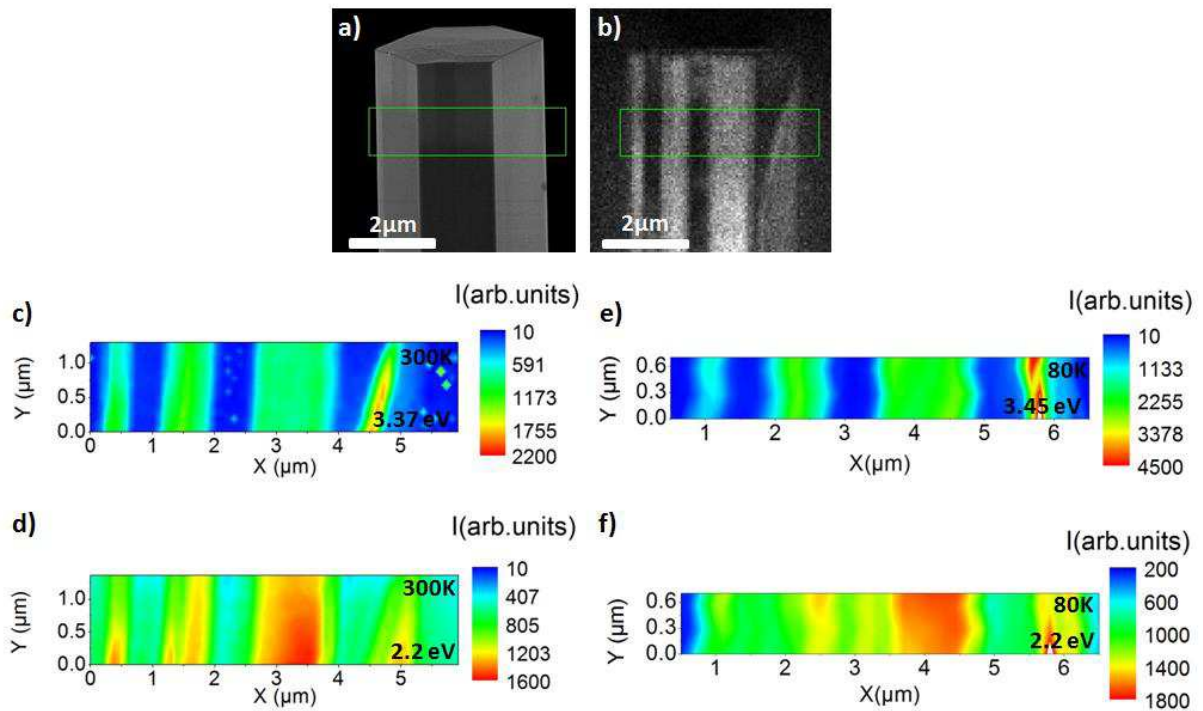 a)
2μm
b)
2μm
c)
I(arb.units)
Y (μm)
1.0
0.5
0.0
300K
3.37 eV
0 1 2 3 4 5
X (μm)
10
591
1173
1755
2200
e)
I(arb.units)
Y (μm)
0.6
0.3
0.0
80K
3.45 eV
1 2 3 4 5 6
X(μm)
10
1133
2255
3378
4500
d)
I(arb.units)
Y (μm)
1.0
0.5
0.0
300K
2.2 eV
0 1 2 3 4 5
X (μm)
10
407
805
1203
1600
f)
I(arb.units)
Y (μm)
0.6
0.3
0.0
80K
2.2 eV
1 2 3 4 5 6
X(μm)
200
600
1000
1400
1800